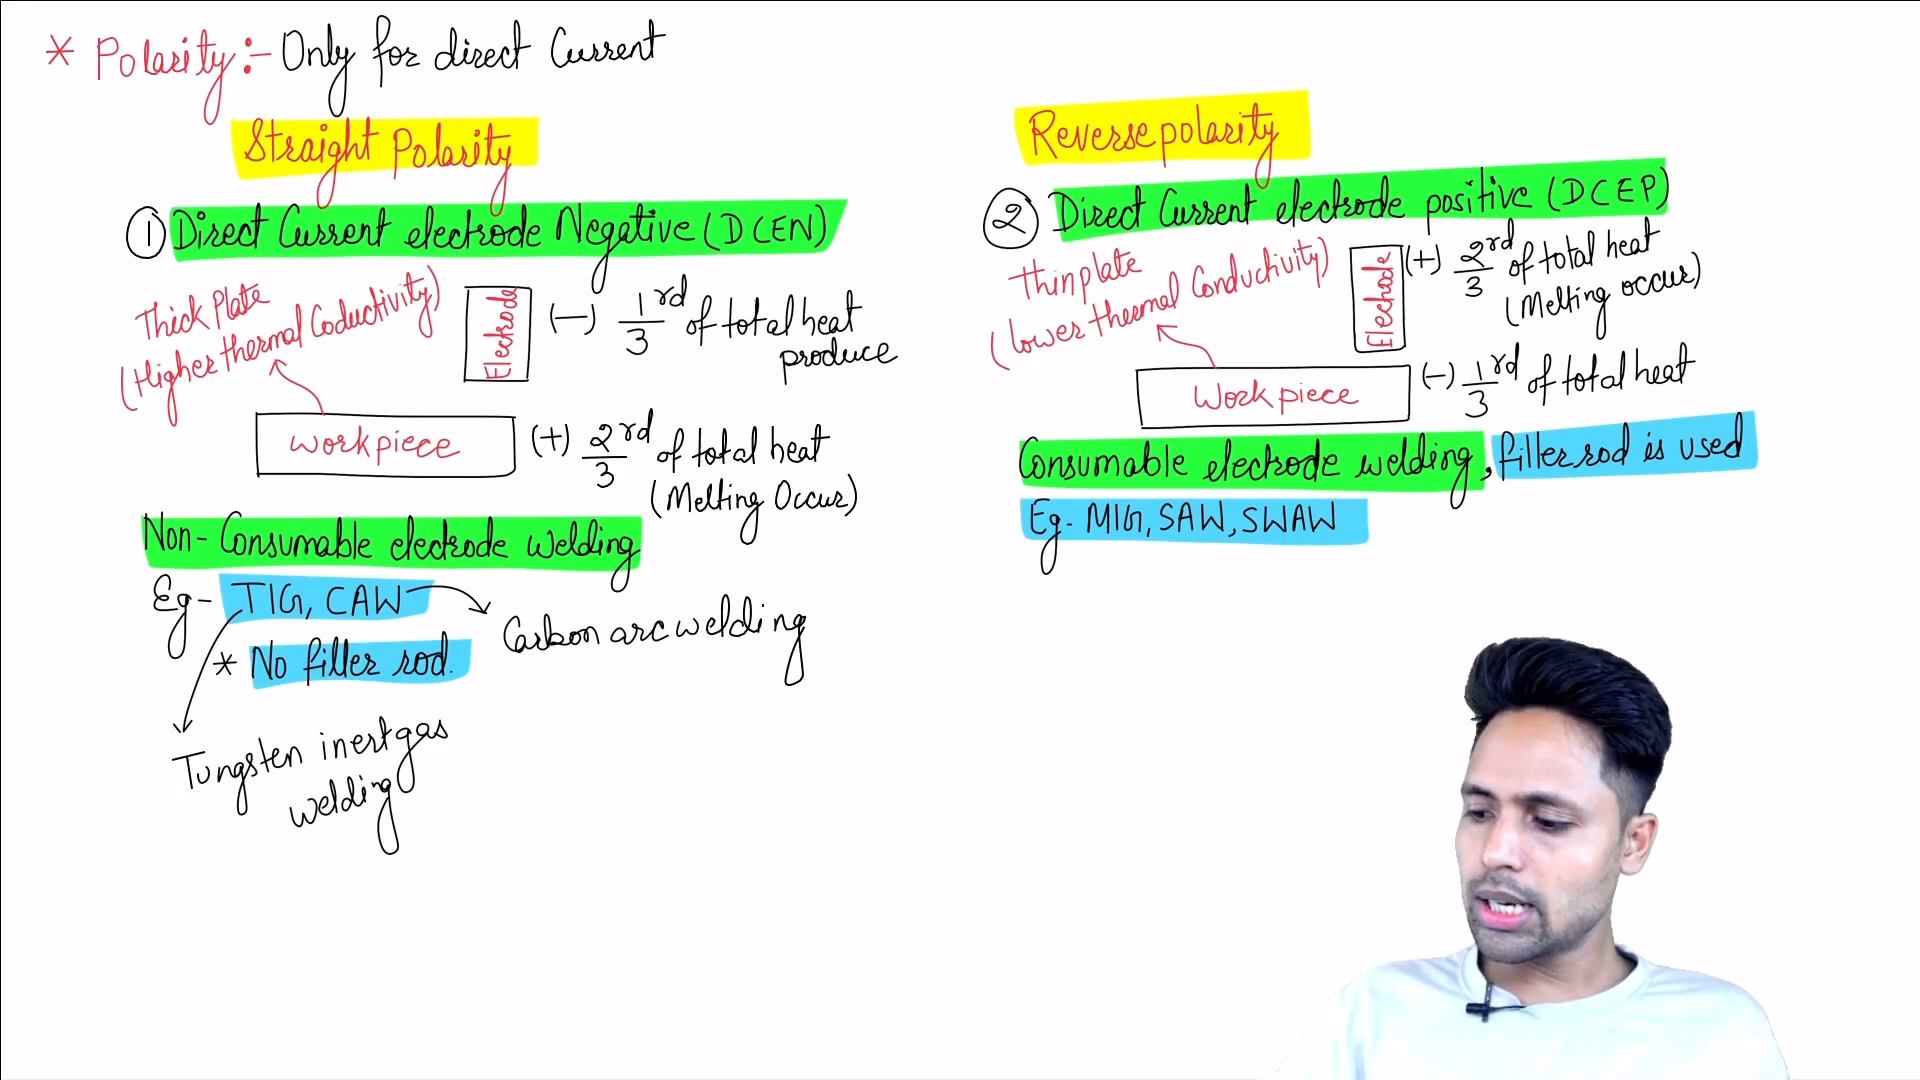 * Polarity:- Only for direct Current
Straight Polarity
① Direct Current electrode Negative (DCEN)
Thick Plate
(Higher thermal Coductivity)
Electrode
(-) 1/3 rd of total heat
produce
workpiece
(+) 2/3 rd of total heat
(Melting Occur)
Non-Consumable electrode welding
Eg- TIG, CAW
Carbon arc welding
* No filler rod.
Tungsten inert gas
welding
Reverse polarity
② Direct Current electrode positive (DCEP)
Thin plate
(lower thermal Conductivity)
Electrode
(+) 2/3 rd of total heat
(Melting occur)
Work piece
(-) 1/3 rd of total heat
Consumable electrode welding, filler rod is used
Eg- MIG, SAW, SWAW